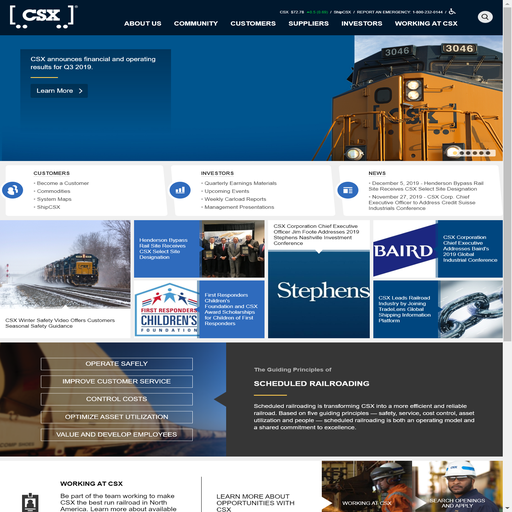 CSX
CSX $72.78
/ ShipCSX / REPORT AN EMERGENCY: 1-800-232-0144 /
ABOUT US COMMUNITY CUSTOMERS SUPPLIERS INVESTORS WORKING AT CSX
CSX announces financial and operating
results for Q3 2019.
Learn More
3046 3046
CUSTOMERS
- Become a Customer
- Commodities
- System Maps
- ShipCSX
INVESTORS
- Quarterly Earnings Materials
- Upcoming Events
- Weekly Carload Reports
- Management Presentations
NEWS
- December 5, 2019 - Henderson Bypass Rail
Site Receives CSX Select Site Designation
- November 27, 2019 - CSX Corp. Chief
Executive Officer to Address Credit Suisse
Industrials Conference
CSX Winter Safety Video Offers Customers
Seasonal Safety Guidance
Henderson Bypass
Rail Site Receives
CSX Select Site
Designation
FIRST RESPONDERS
CHILDREN'S
FOUNDATION
First Responders
Children's
Foundation and CSX
Award Scholarships
for Children of First
Responders
CSX Corporation Chief Executive
Officer Jim Foote Addresses 2019
Stephens Nashville Investment
Conference
Stephens
BAIRD
CSX Corporation
Chief Executive
Addresses Baird's
2019 Global
Industrial Conference
CSX Leads Railroad
Industry by Joining
TradeLens Global
Shipping Information
Platform
OPERATE SAFELY
IMPROVE CUSTOMER SERVICE
CONTROL COSTS
OPTIMIZE ASSET UTILIZATION
VALUE AND DEVELOP EMPLOYEES
The Guiding Principles of
SCHEDULED RAILROADING
Scheduled railroading is transforming CSX into a more efficient and reliable
railroad. Based on five guiding principles — safety, service, cost control, asset
utilization and people — scheduled railroading is both an operating model and
a shared commitment to excellence.
WORKING AT CSX
Be part of the team working to make
CSX the best run railroad in North
America. Learn more about available
LEARN MORE ABOUT
OPPORTUNITIES WITH
CSX
WORKING AT CSX
SEARCH OPENINGS
AND APPLY